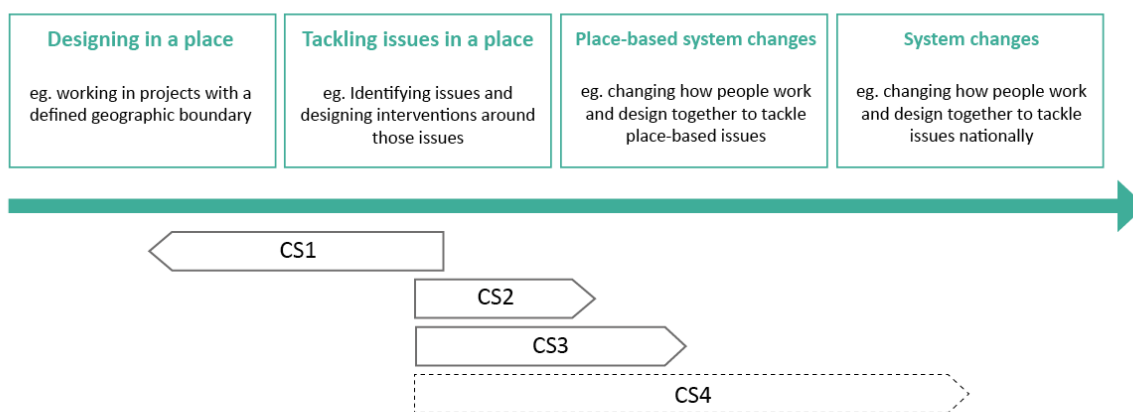 Designing in a place
eg. working in projects with a
defined geographic boundary
Tackling issues in a place
eg. Identifying issues and
designing interventions around
those issues
Place-based system changes
eg. changing how people work
and design together to tackle
place-based issues
System changes
eg. changing how people work
and design together to tackle
issues nationally
CS1
CS2
CS3
CS4